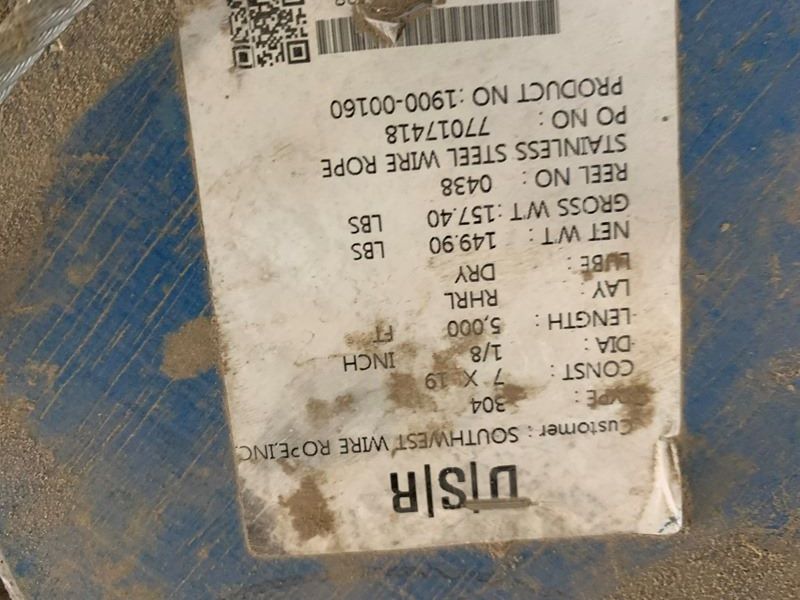 D|S|R
Customer : SOUTHWEST WIRE ROPE.INC
TYPE : 304
CONST : 7 X 19
DIA : 1/8 INCH
LENGTH : 5,000 FT
LAY : RHRL
LUBE : DRY
NET W'T : 149.90 LBS
GROSS W'T : 157.40 LBS
REEL NO : 0438
STAINLESS STEEL WIRE ROPE
PO NO : 77017418
PRODUCT NO : 1900-00160